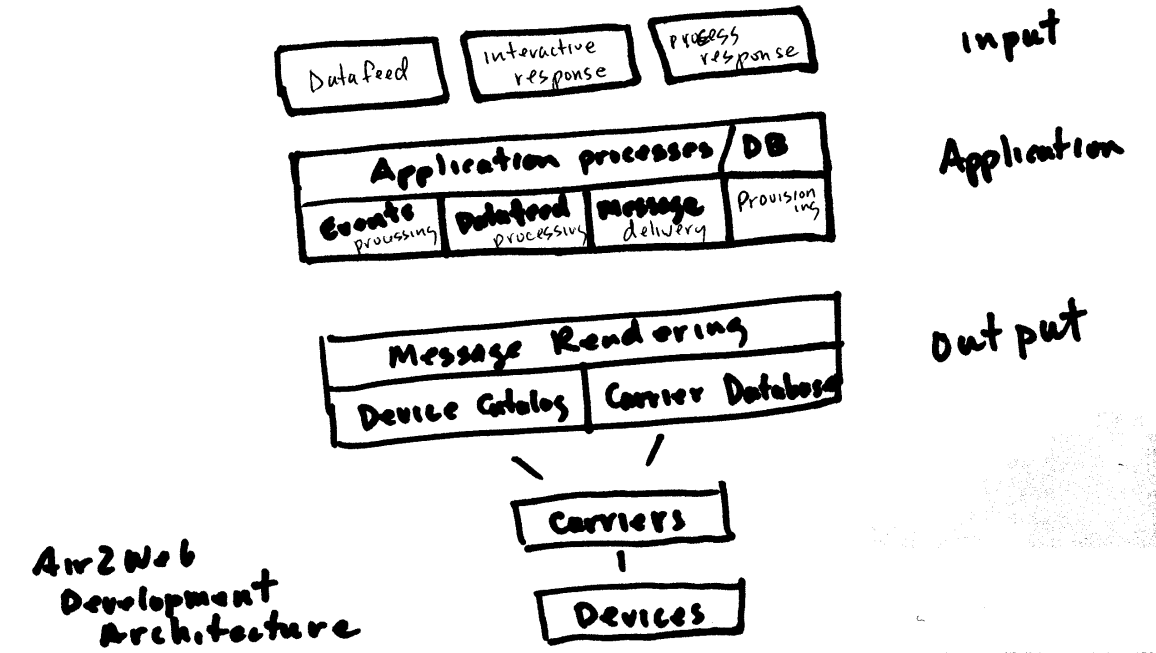 Datafeed
interactive
response
process
response
input
Application processes / DB
Application
Events
processing
Datafeed
processing
Message
delivery
Provision
ing
Message Rendering
output
Device Catalog
Carrier Database
Carriers
Devices
Air2Web
Development
Architecture